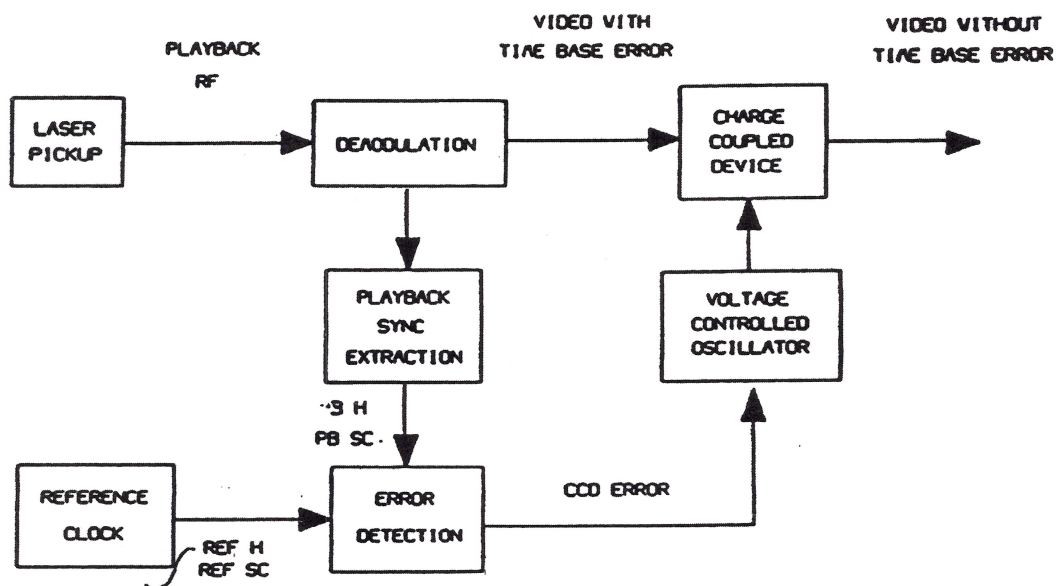 PLAYBACK
RF
VIDEO WITH
TIME BASE ERROR
VIDEO WITHOUT
TIME BASE ERROR
LASER
PICKUP
DEMODULATION
CHARGE
COUPLED
DEVICE
PLAYBACK
SYNC
EXTRACTION
VOLTAGE
CONTROLLED
OSCILLATOR
H
PB SC
REFERENCE
CLOCK
ERROR
DETECTION
CCD ERROR
REF H
REF SC